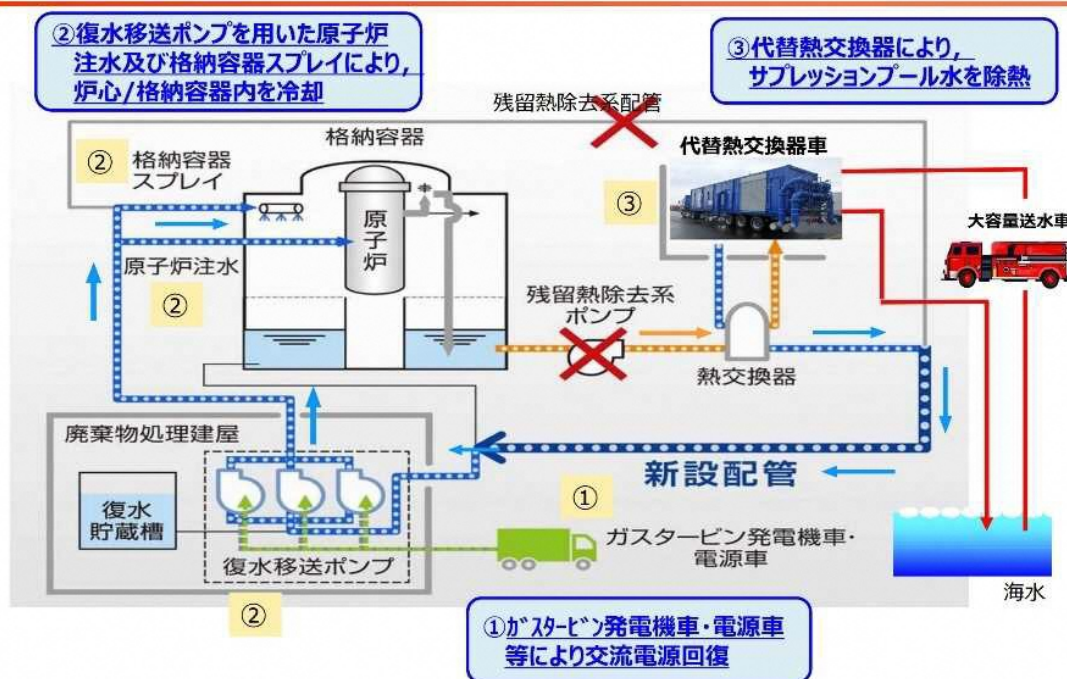 ②復水移送ポンプを用いた原子炉
注水及び格納容器スプレイにより,
炉心/格納容器内を冷却
③代替熱交換器により,
サプレッションプール水を除熱
残留熱除去系配管
格納容器
代替熱交換器車
②
格納容器
スプレイ
③
原子炉
大容量送水車
原子炉注水
②
残留熱除去系
ポンプ
熱交換器
廃棄物処理建屋
新設配管
①
復水
貯蔵槽
ガスタービン発電機車・
電源車
復水移送ポンプ
海水
②
①ガスタービン発電機車・電源車
等により交流電源回復